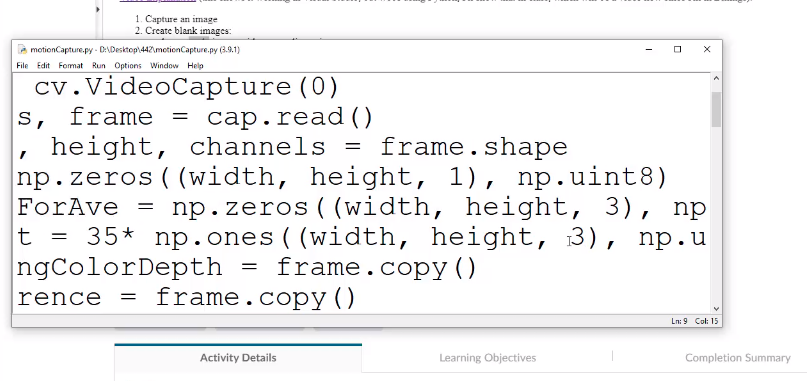 1. Capture an image
2. Create blank images:
motionCapture.py - D:\Desktop\442\motionCapture.py (3.9.1)
File Edit Format Run Options Window Help
cv.VideoCapture(0)
s, frame = cap.read()
, height, channels = frame.shape
np.zeros((width, height, 1), np.uint8)
ForAve = np.zeros((width, height, 3), np
t = 35* np.ones((width, height, 3), np.u
ngColorDepth = frame.copy()
rence = frame.copy()
Ln: 9 Col: 15
Activity Details Learning Objectives Completion Summary